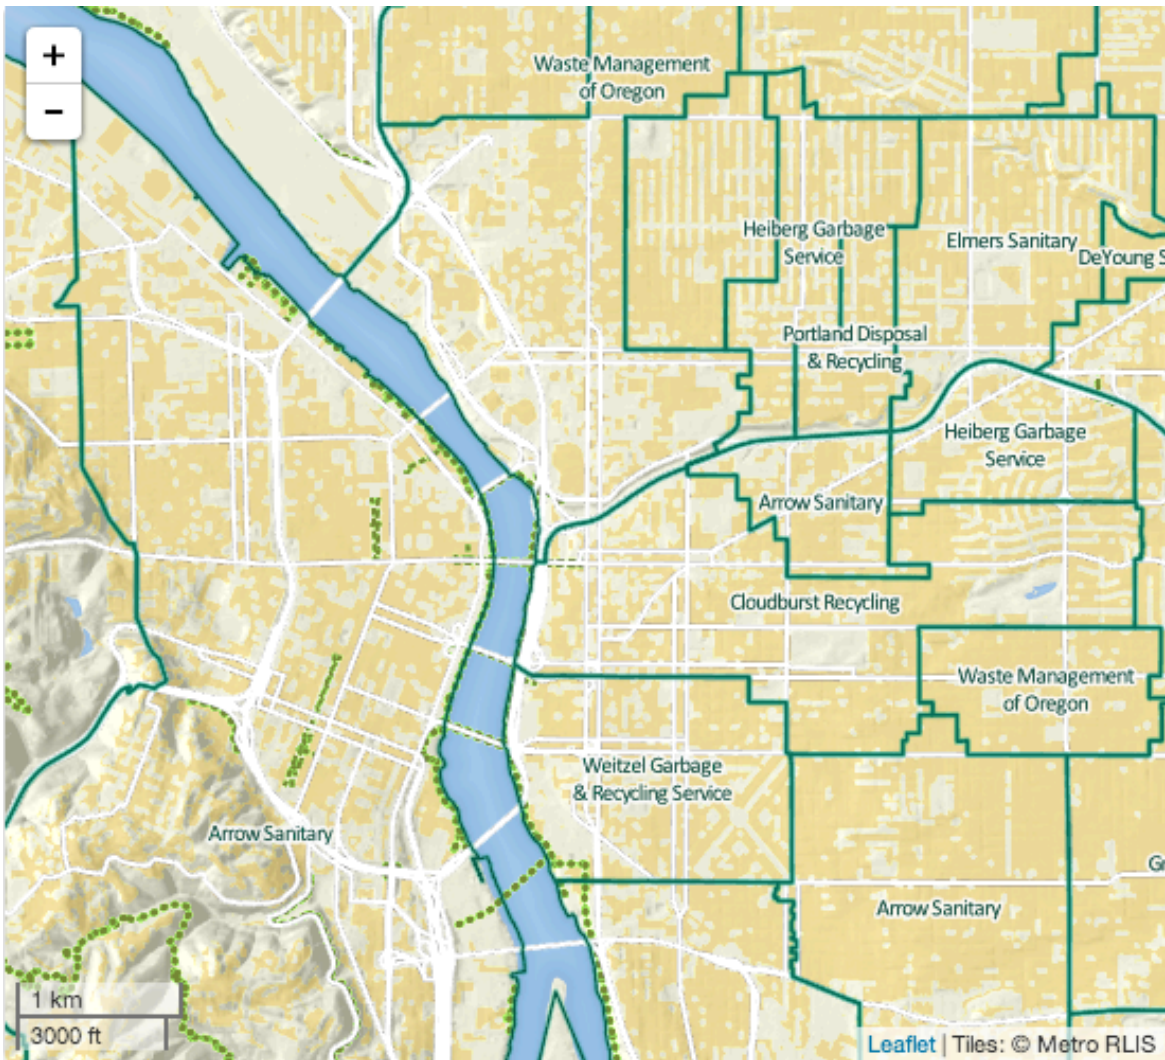 +
−
Waste Management
of Oregon
Heiberg Garbage
Service
Elmers Sanitary
DeYoung S
Portland Disposal
& Recycling
Heiberg Garbage
Service
Arrow Sanitary
Cloudburst Recycling
Waste Management
of Oregon
Weitzel Garbage
& Recycling Service
Arrow Sanitary
G
Arrow Sanitary
1 km
3000 ft
Leaflet | Tiles: © Metro RLIS